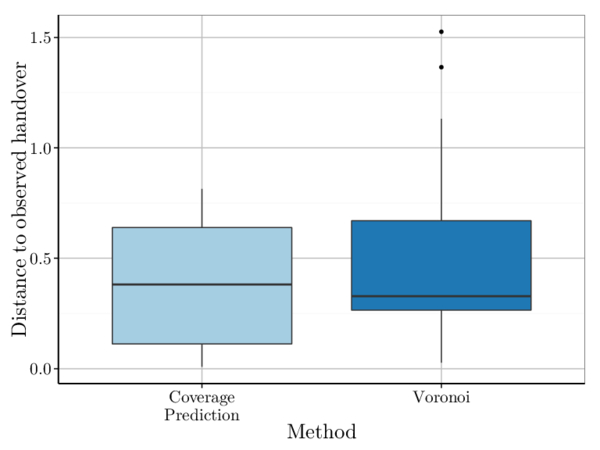 Distance to observed handover
1.5
1.0
0.5
0.0
Coverage
Prediction
Voronoi
Method